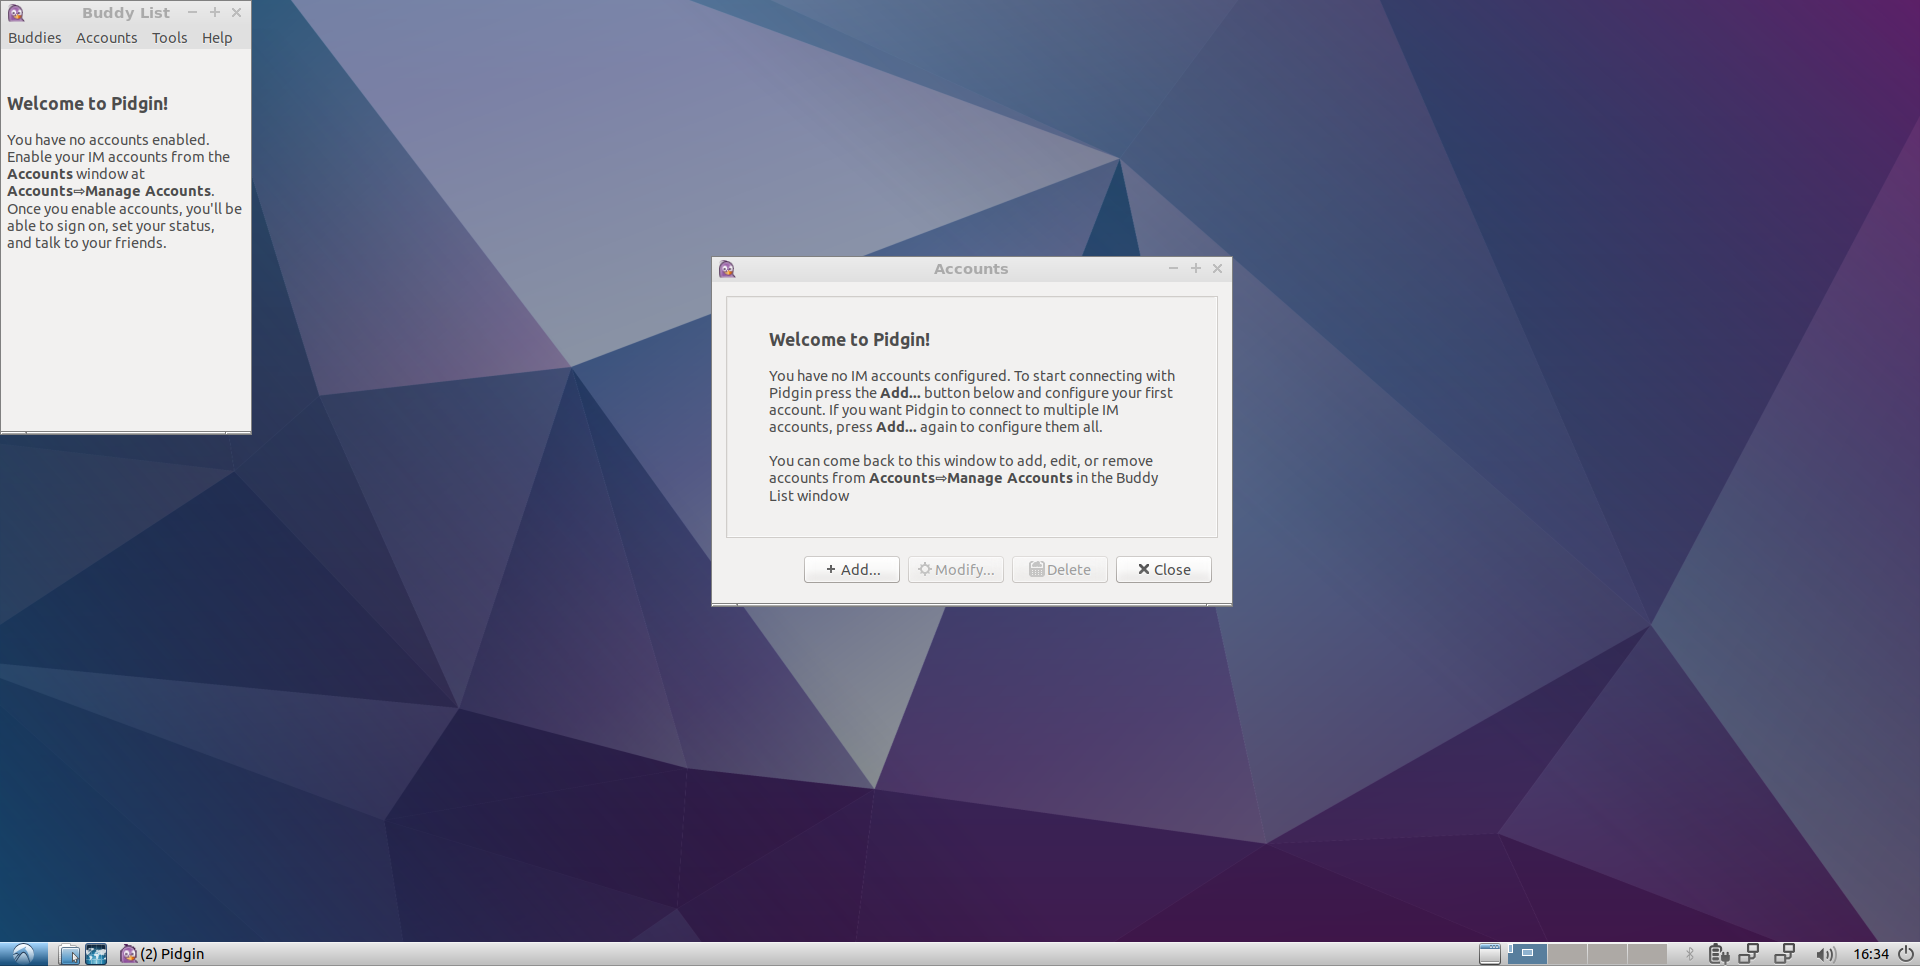 Buddy List
Buddies Accounts Tools Help
Welcome to Pidgin!
You have no accounts enabled.
Enable your IM accounts from the
Accounts window at
Accounts⇨Manage Accounts.
Once you enable accounts, you'll be
able to sign on, set your status,
and talk to your friends.
Accounts
Welcome to Pidgin!
You have no IM accounts configured. To start connecting with
Pidgin press the Add... button below and configure your first
account. If you want Pidgin to connect to multiple IM
accounts, press Add... again to configure them all.
You can come back to this window to add, edit, or remove
accounts from Accounts⇨Manage Accounts in the Buddy
List window
Add... Modify... Delete Close
(2) Pidgin
16:34